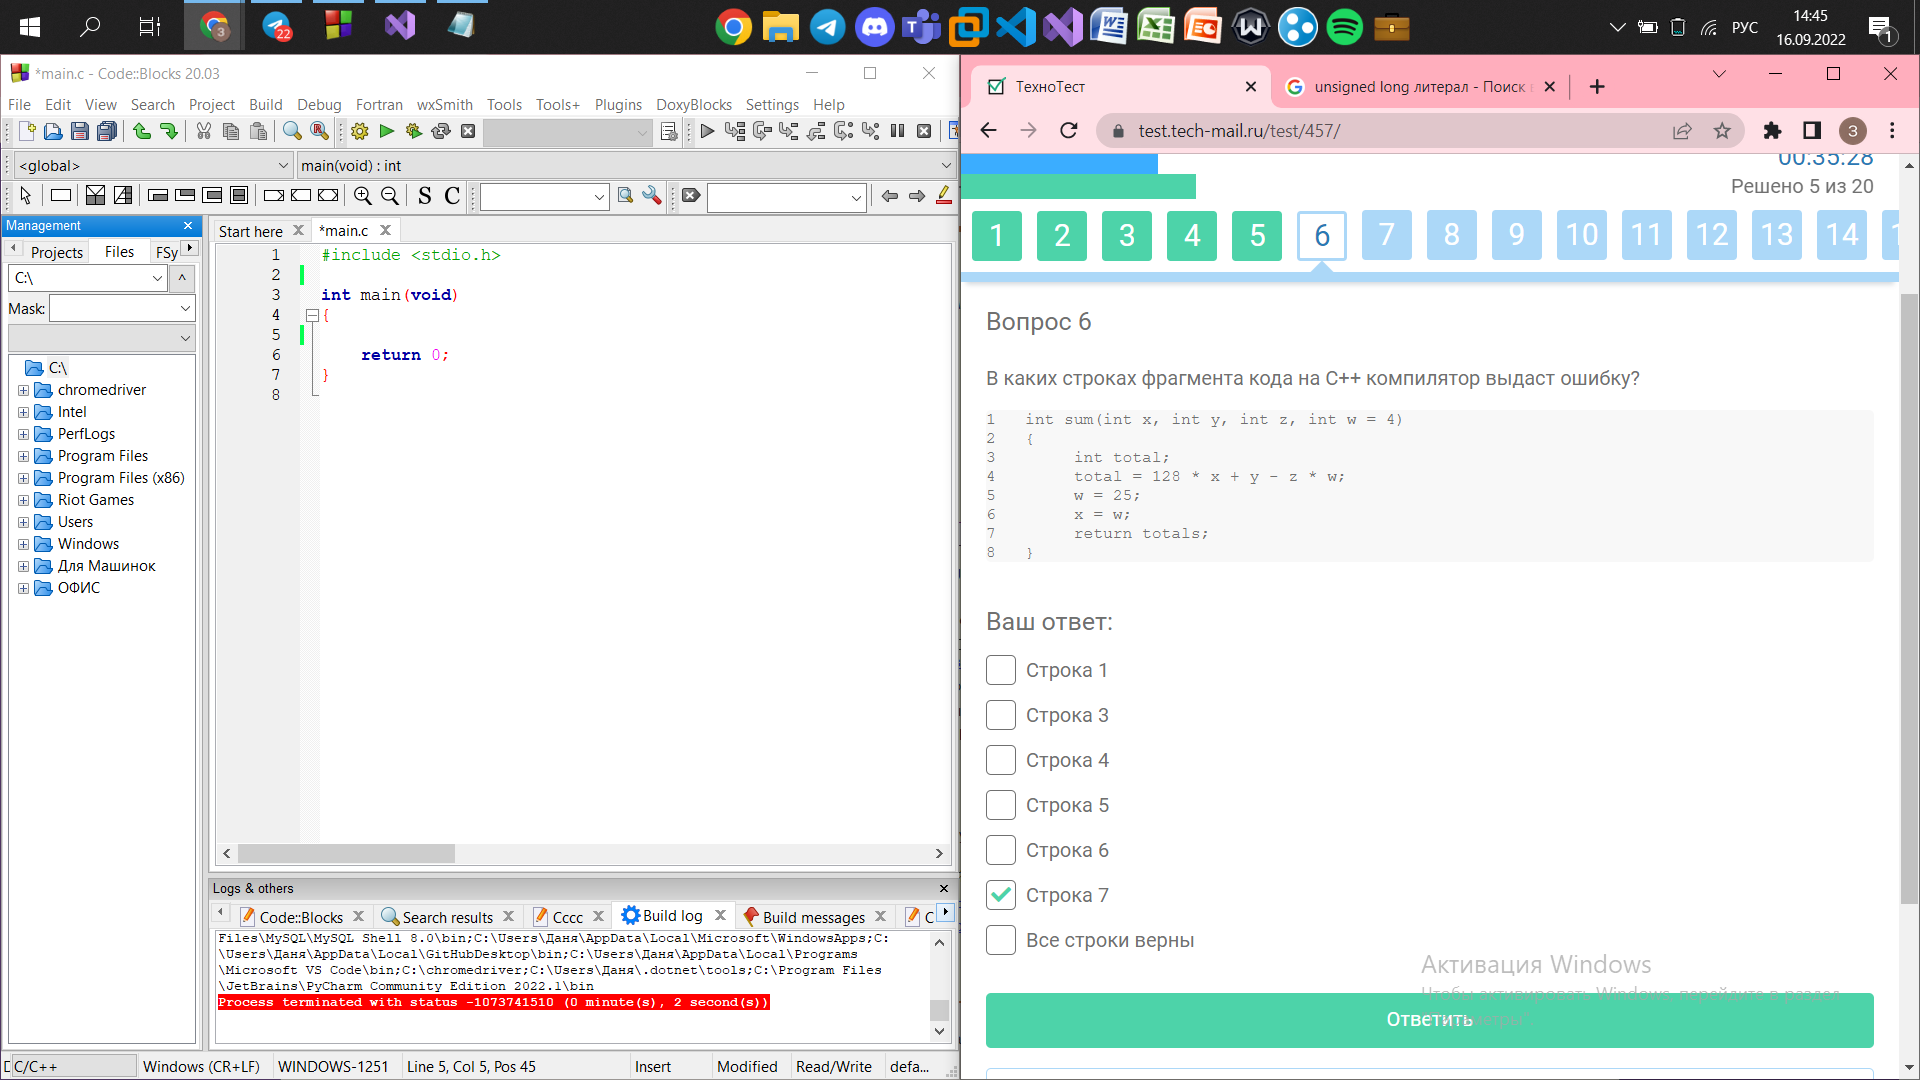 3
22
РУС
14:45
16.09.2022
1
*main.c - Code::Blocks 20.03
File Edit View Search Project Build Debug Fortran wxSmith Tools Tools+ Plugins DoxyBlocks Settings Help
<global>
main(void) : int
S C
Management
Projects Files FSy
C:\
Mask:
C:\
chromedriver
Intel
PerfLogs
Program Files
Program Files (x86)
Riot Games
Users
Windows
Для Машинок
ОФИС
Start here *main.c
1 #include <stdio.h>
2
3 int main(void)
4 {
5
6 return 0;
7 }
8
Logs & others
Code::Blocks Search results Cccc Build log Build messages C
Files\MySQL\MySQL Shell 8.0\bin;C:\Users\Даня\AppData\Local\Microsoft\WindowsApps;C:
\Users\Даня\AppData\Local\GitHubDesktop\bin;C:\Users\Даня\AppData\Local\Programs
\Microsoft VS Code\bin;C:\chromedriver;C:\Users\Даня\.dotnet\tools;C:\Program Files
\JetBrains\PyCharm Community Edition 2022.1\bin
Process terminated with status -1073741510 (0 minute(s), 2 second(s))
C/C++ Windows (CR+LF) WINDOWS-1251 Line 5, Col 5, Pos 45 Insert Modified Read/Write defa...
ТехноТест
unsigned long литерал - Поиск
test.tech-mail.ru/test/457/
3
00:35:28
Решено 5 из 20
1 2 3 4 5 6 7 8 9 10 11 12 13 14
Вопрос 6
В каких строках фрагмента кода на C++ компилятор выдаст ошибку?
1 int sum(int x, int y, int z, int w = 4)
2 {
3 int total;
4 total = 128 * x + y - z * w;
5 w = 25;
6 x = w;
7 return totals;
8 }
Ваш ответ:
Строка 1
Строка 3
Строка 4
Строка 5
Строка 6
Строка 7
Все строки верны
Активация Windows
Чтобы активировать Windows, перейдите в раздел
Ответить